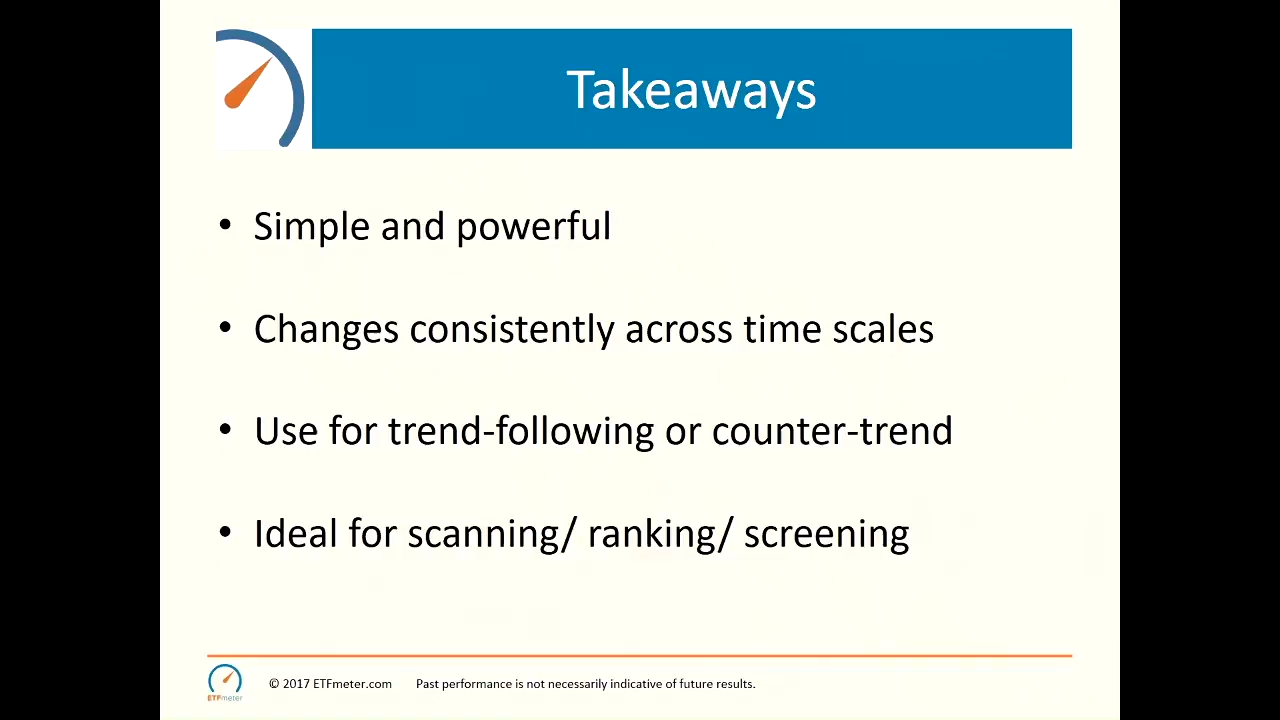 Takeaways
• Simple and powerful
• Changes consistently across time scales
• Use for trend-following or counter-trend
• Ideal for scanning/ ranking/ screening
ETFmeter
© 2017 ETFmeter.com Past performance is not necessarily indicative of future results.